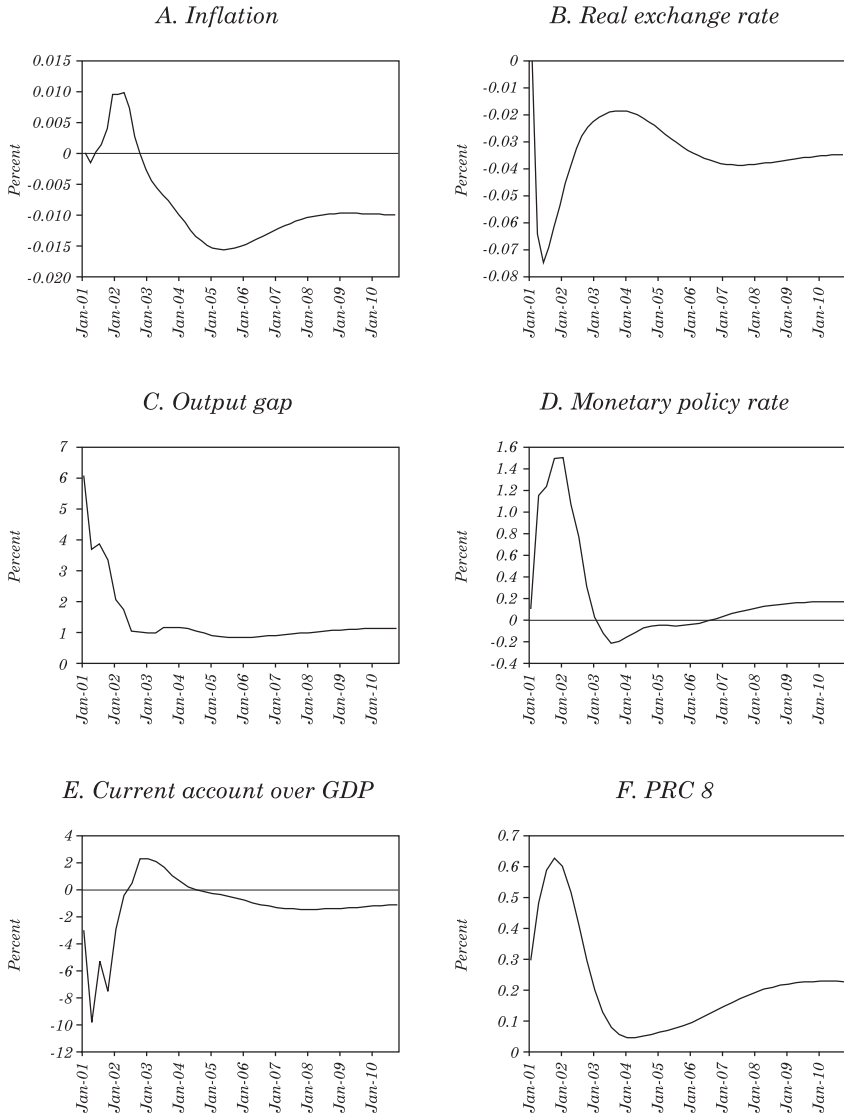 A. Inflation
Percent
0.015
0.010
0.005
0
-0.005
-0.010
-0.015
-0.020
Jan-01
Jan-02
Jan-03
Jan-04
Jan-05
Jan-06
Jan-07
Jan-08
Jan-09
Jan-10
B. Real exchange rate
Percent
0
-0.01
-0.02
-0.03
-0.04
-0.05
-0.06
-0.07
-0.08
Jan-01
Jan-02
Jan-03
Jan-04
Jan-05
Jan-06
Jan-07
Jan-08
Jan-09
Jan-10
C. Output gap
Percent
7
6
5
4
3
2
1
0
Jan-01
Jan-02
Jan-03
Jan-04
Jan-05
Jan-06
Jan-07
Jan-08
Jan-09
Jan-10
D. Monetary policy rate
Percent
1.6
1.4
1.2
1.0
0.8
0.6
0.4
0.2
0
-0.2
-0.4
Jan-01
Jan-02
Jan-03
Jan-04
Jan-05
Jan-06
Jan-07
Jan-08
Jan-09
Jan-10
E. Current account over GDP
Percent
4
2
0
-2
-4
-6
-8
-10
-12
Jan-01
Jan-02
Jan-03
Jan-04
Jan-05
Jan-06
Jan-07
Jan-08
Jan-09
Jan-10
F. PRC 8
Percent
0.7
0.6
0.5
0.4
0.3
0.2
0.1
0
Jan-01
Jan-02
Jan-03
Jan-04
Jan-05
Jan-06
Jan-07
Jan-08
Jan-09
Jan-10